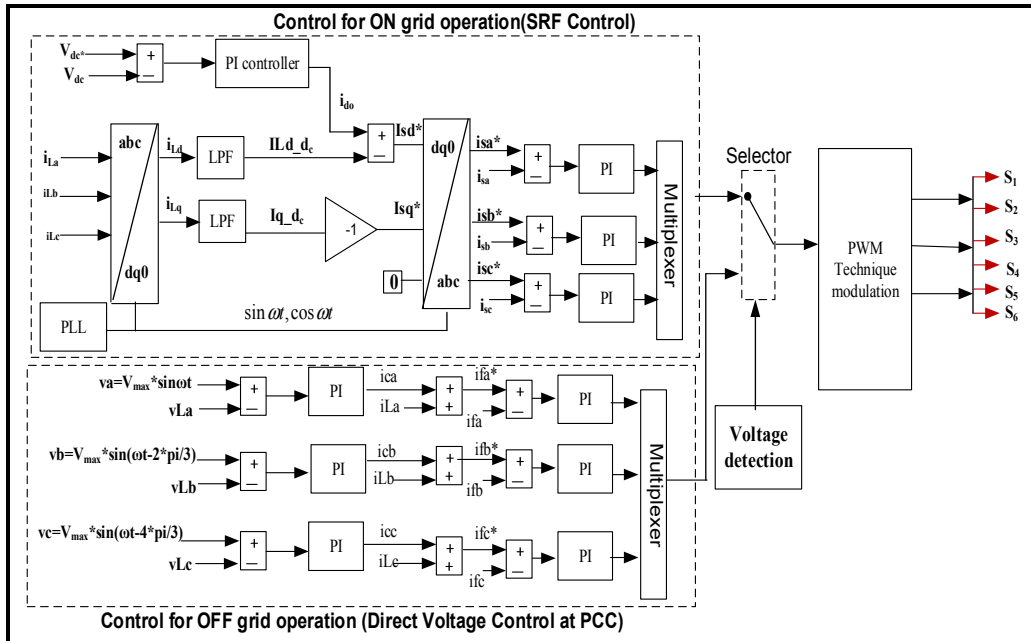 Control for ON grid operation(SRF Control)
Vdc*
Vdc
+
–
PI controller
ido
iLa
iLb
iLc
abc
dq0
iLd
iLq
LPF
LPF
ILd_dc
Iq_dc
-1
+
–
Isd*
Isq*
0
dq0
abc
PLL
sin ωt, cos ωt
isa*
isa
+
–
PI
isb*
isb
+
–
PI
isc*
isc
+
–
PI
Multiplexer
Selector
PWM
Technique
modulation
S1
S2
S3
S4
S5
S6
Voltage
detection
va=Vmax*sinωt
vLa
+
–
PI
ica
iLa
+
+
ifa*
ifa
+
–
PI
vb=Vmax*sin(ωt-2*pi/3)
vLb
+
–
PI
icb
iLb
+
+
ifb*
ifb
+
–
PI
vc=Vmax*sin(ωt-4*pi/3)
vLc
+
–
PI
icc
iLc
+
+
ifc*
ifc
+
–
PI
Multiplexer
Control for OFF grid operation (Direct Voltage Control at PCC)